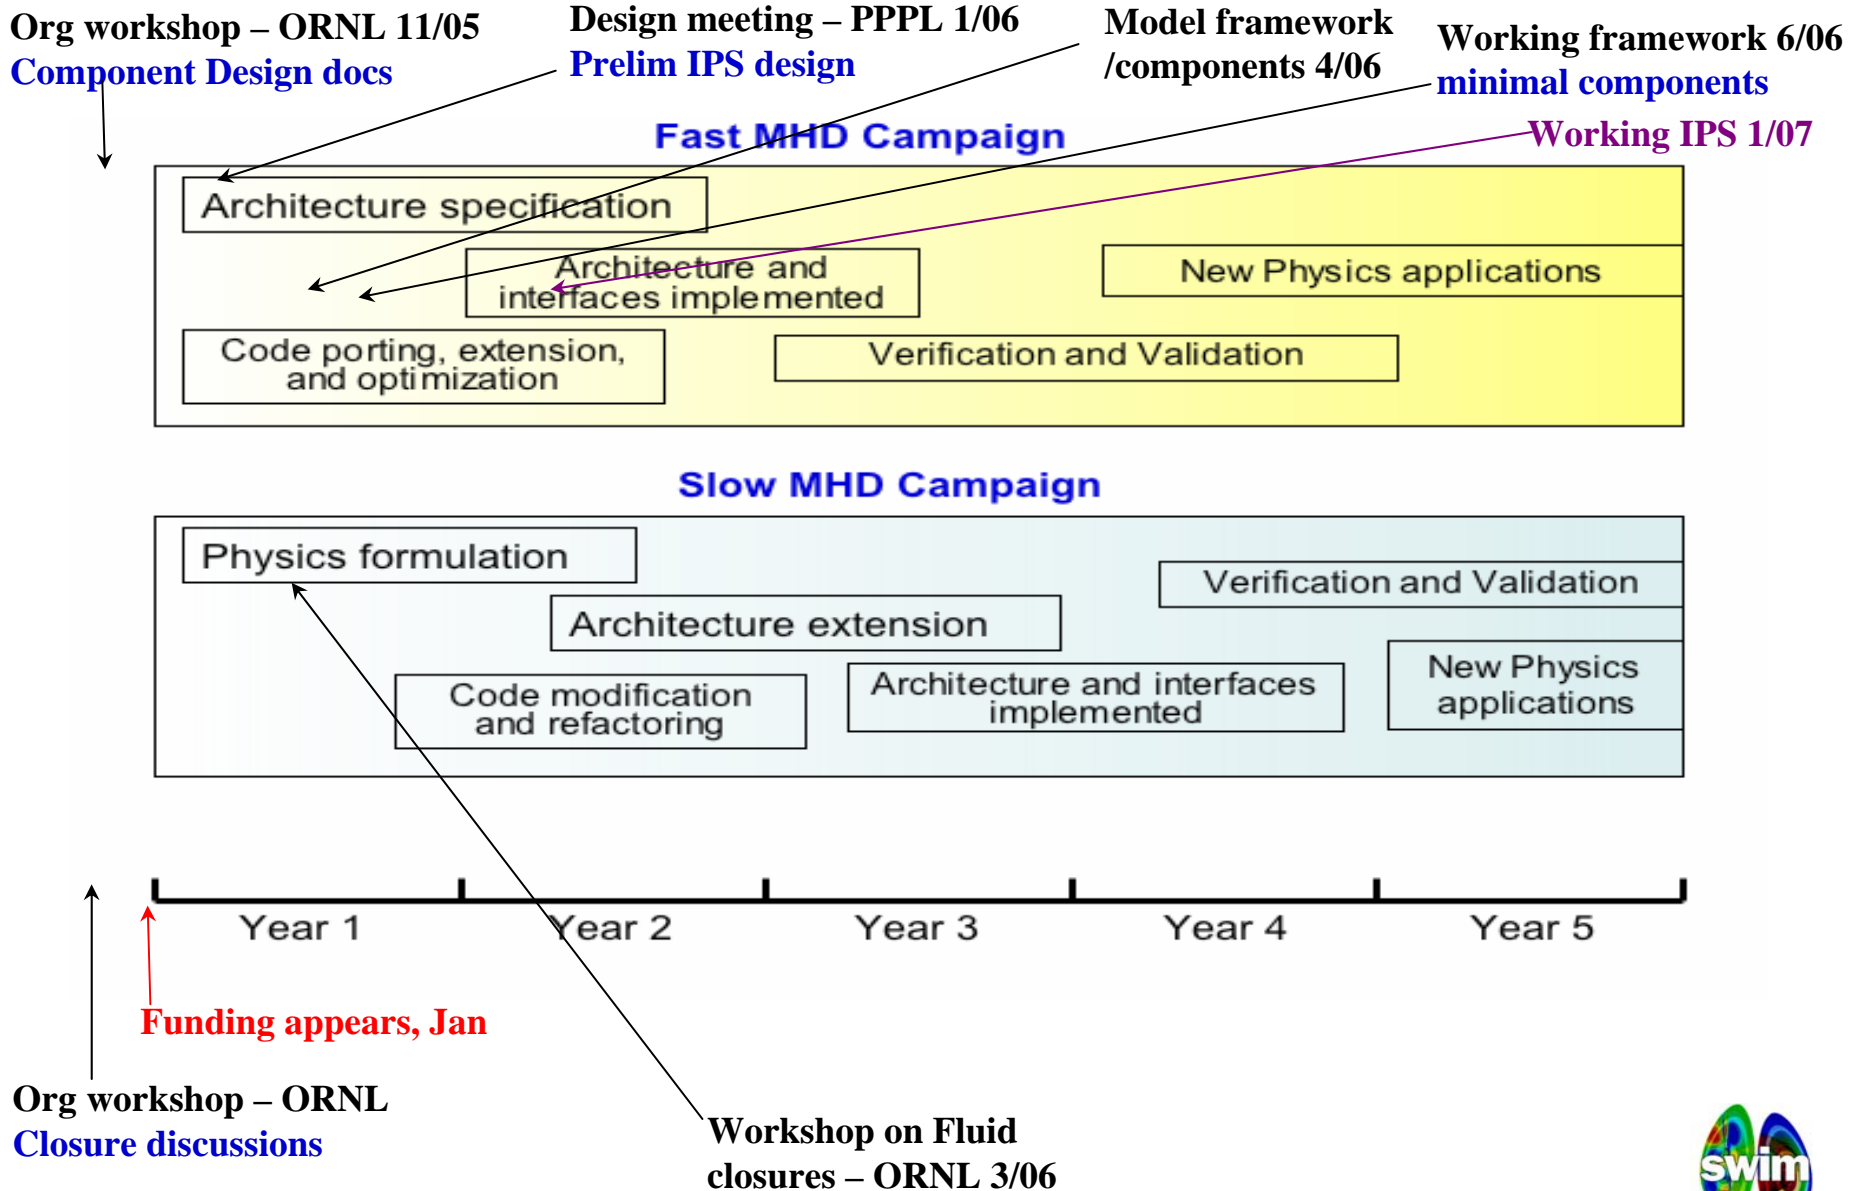 Org workshop – ORNL 11/05
Component Design docs
Design meeting – PPPL 1/06
Prelim IPS design
Model framework
/components 4/06
Working framework 6/06
minimal components
Working IPS 1/07
Fast MHD Campaign
Architecture specification
Architecture and
interfaces implemented
New Physics applications
Code porting, extension,
and optimization
Verification and Validation
Slow MHD Campaign
Physics formulation
Verification and Validation
Architecture extension
Code modification
and refactoring
Architecture and interfaces
implemented
New Physics
applications
Year 1
Year 2
Year 3
Year 4
Year 5
Funding appears, Jan
Org workshop – ORNL
Closure discussions
Workshop on Fluid
closures – ORNL 3/06
swim